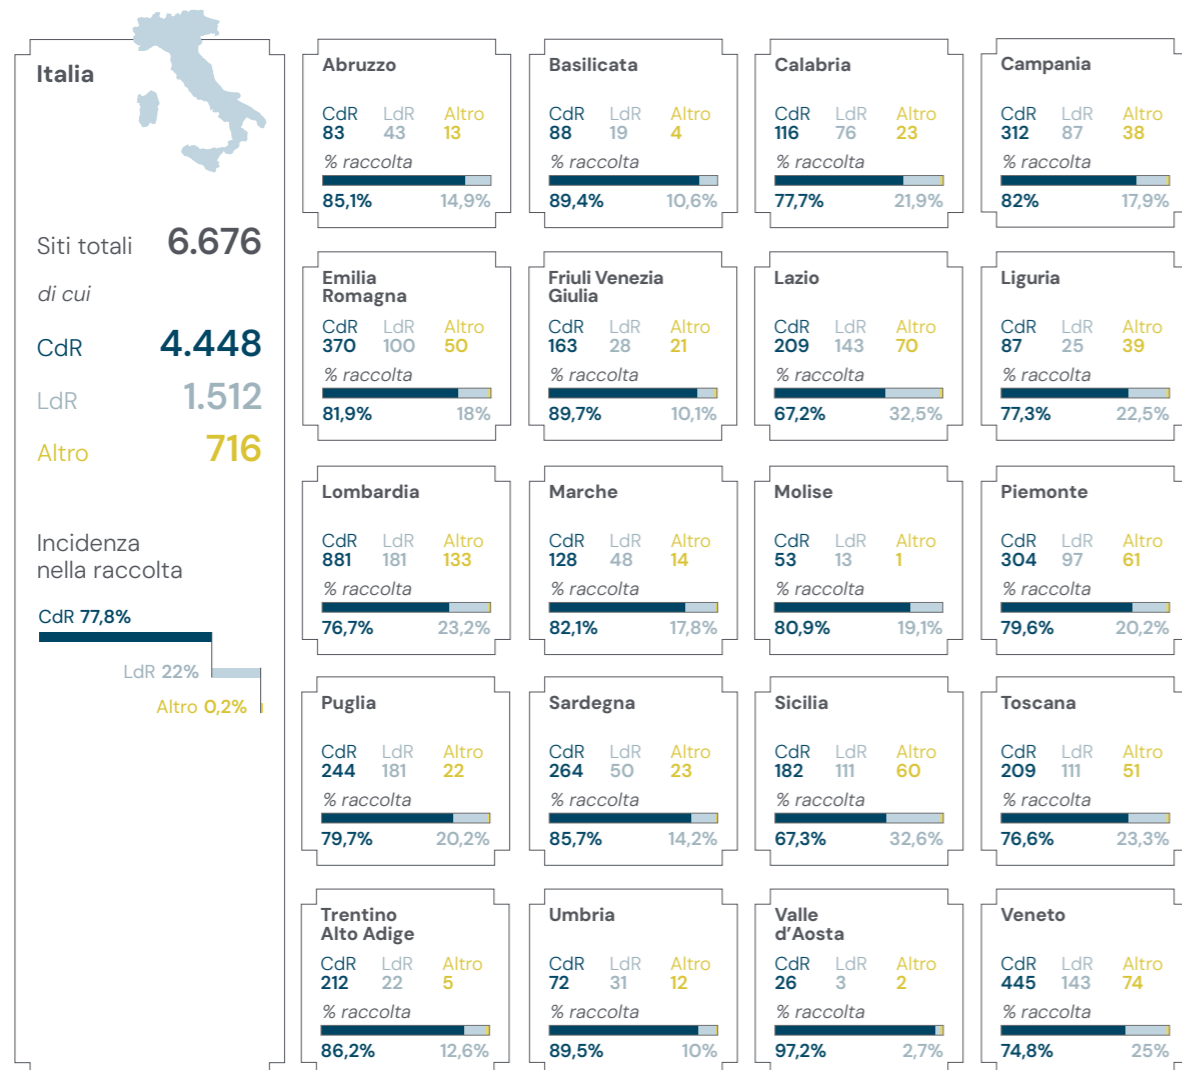 Italia
Siti totali 6.676
di cui
CdR 4.448
LdR 1.512
Altro 716
Incidenza
nella raccolta
CdR 77,8%
LdR 22%
Altro 0,2%
Abruzzo
CdR LdR Altro
83 43 13
% raccolta
85,1% 14,9%
Basilicata
CdR LdR Altro
88 19 4
% raccolta
89,4% 10,6%
Calabria
CdR LdR Altro
116 76 23
% raccolta
77,7% 21,9%
Campania
CdR LdR Altro
312 87 38
% raccolta
82% 17,9%
Emilia
Romagna
CdR LdR Altro
370 100 50
% raccolta
81,9% 18%
Friuli Venezia
Giulia
CdR LdR Altro
163 28 21
% raccolta
89,7% 10,1%
Lazio
CdR LdR Altro
209 143 70
% raccolta
67,2% 32,5%
Liguria
CdR LdR Altro
87 25 39
% raccolta
77,3% 22,5%
Lombardia
CdR LdR Altro
881 181 133
% raccolta
76,7% 23,2%
Marche
CdR LdR Altro
128 48 14
% raccolta
82,1% 17,8%
Molise
CdR LdR Altro
53 13 1
% raccolta
80,9% 19,1%
Piemonte
CdR LdR Altro
304 97 61
% raccolta
79,6% 20,2%
Puglia
CdR LdR Altro
244 181 22
% raccolta
79,7% 20,2%
Sardegna
CdR LdR Altro
264 50 23
% raccolta
85,7% 14,2%
Sicilia
CdR LdR Altro
182 111 60
% raccolta
67,3% 32,6%
Toscana
CdR LdR Altro
209 111 51
% raccolta
76,6% 23,3%
Trentino
Alto Adige
CdR LdR Altro
212 22 5
% raccolta
86,2% 12,6%
Umbria
CdR LdR Altro
72 31 12
% raccolta
89,5% 10%
Valle
d’Aosta
CdR LdR Altro
26 3 2
% raccolta
97,2% 2,7%
Veneto
CdR LdR Altro
445 143 74
% raccolta
74,8% 25%